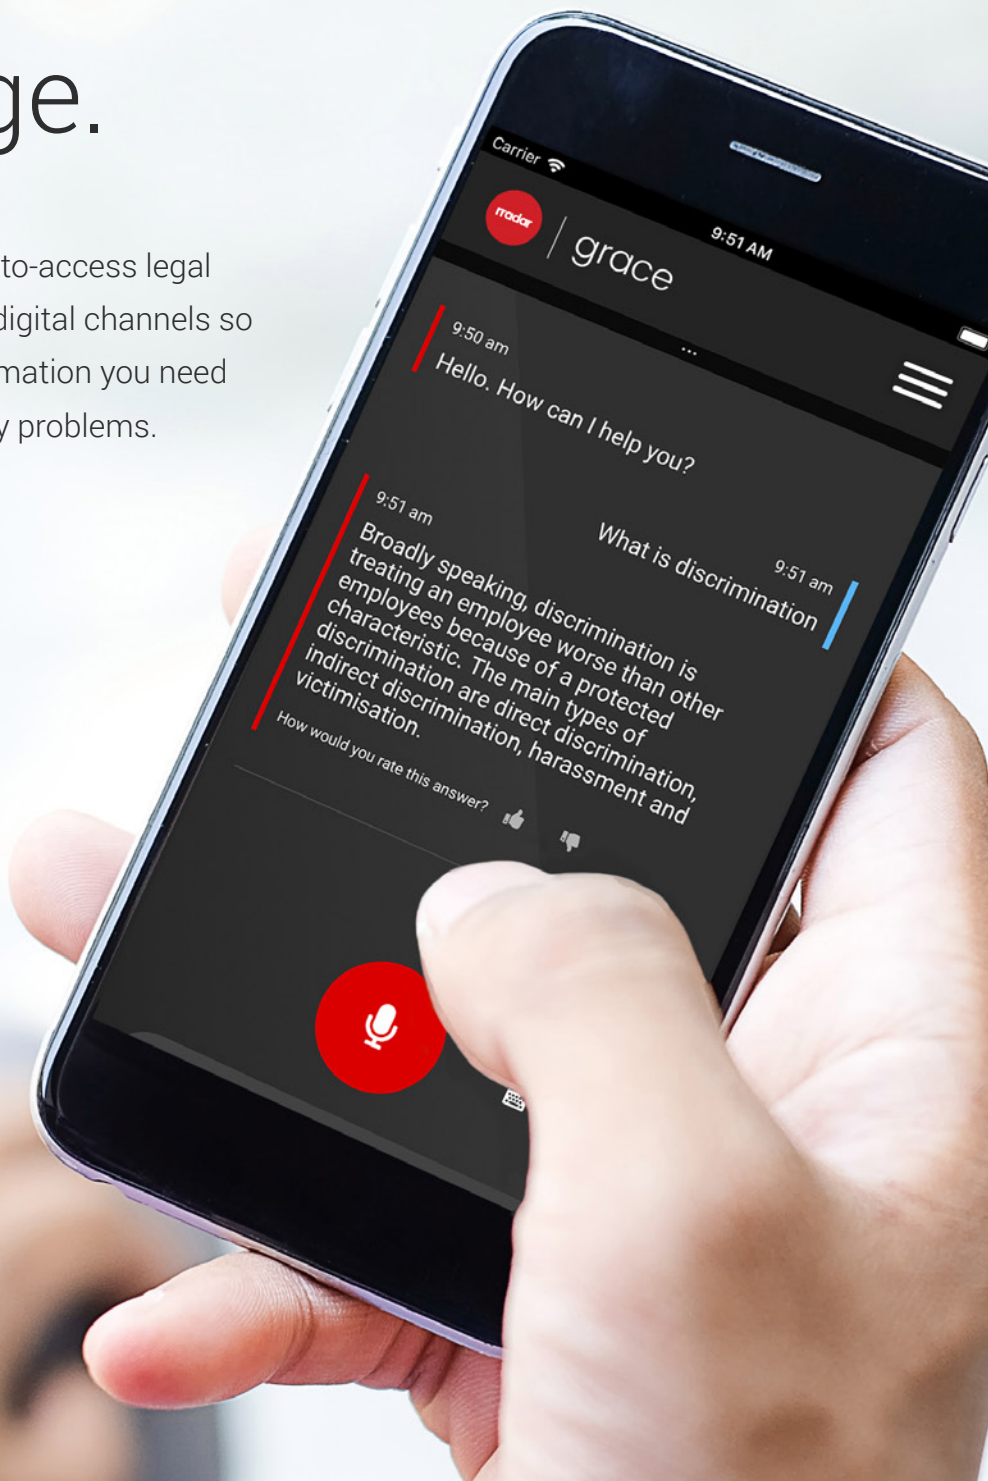 ge.
to-access legal
digital channels so
mation you need
y problems.
Carrier
9:51 AM
rradar
grace
9:50 am
Hello. How can I help you?
9:51 am
What is discrimination
9:51 am
Broadly speaking, discrimination is
treating an employee worse than other
employees because of a protected
characteristic. The main types of
discrimination are direct discrimination,
indirect discrimination, harassment and
victimisation.
How would you rate this answer?